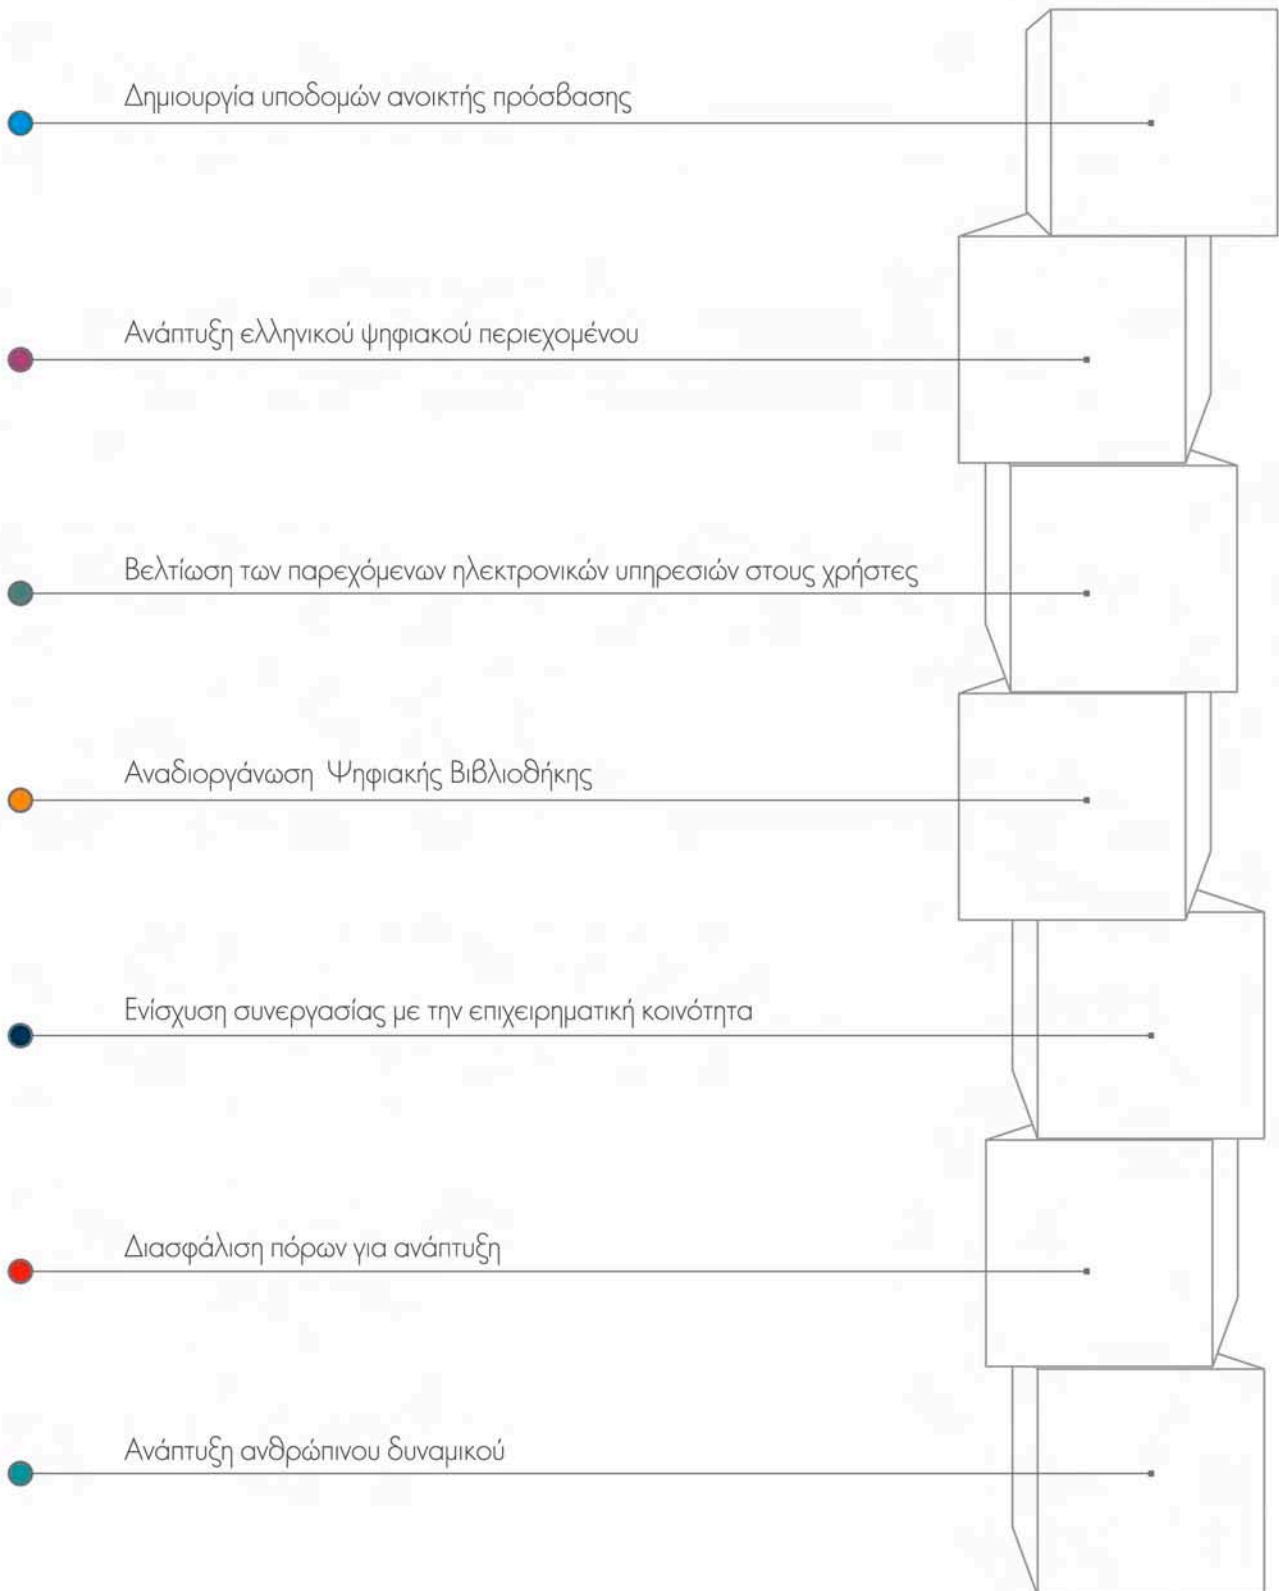 Δημιουργία υποδομών ανοικτής πρόσβασης
Ανάπτυξη ελληνικού ψηφιακού περιεχομένου
Βελτίωση των παρεχόμενων ηλεκτρονικών υπηρεσιών στους χρήστες
Αναδιοργάνωση Ψηφιακής Βιβλιοθήκης
Ενίσχυση συνεργασίας με την επιχειρηματική κοινότητα
Διασφάλιση πόρων για ανάπτυξη
Ανάπτυξη ανθρώπινου δυναμικού